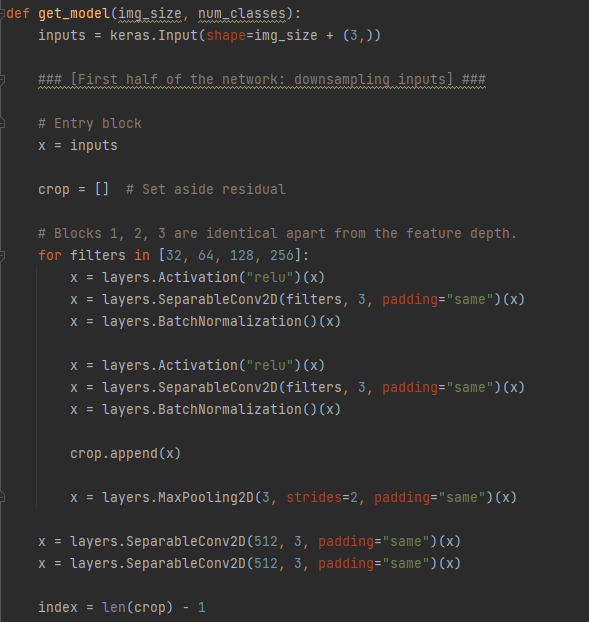 def get_model(img_size, num_classes):
    inputs = keras.Input(shape=img_size + (3,))
    ### [First half of the network: downsampling inputs] ###
    # Entry block
    x = inputs
    crop = []  # Set aside residual
    # Blocks 1, 2, 3 are identical apart from the feature depth.
    for filters in [32, 64, 128, 256]:
        x = layers.Activation("relu")(x)
        x = layers.SeparableConv2D(filters, 3, padding="same")(x)
        x = layers.BatchNormalization()(x)
        x = layers.Activation("relu")(x)
        x = layers.SeparableConv2D(filters, 3, padding="same")(x)
        x = layers.BatchNormalization()(x)
        crop.append(x)
        x = layers.MaxPooling2D(3, strides=2, padding="same")(x)
    x = layers.SeparableConv2D(512, 3, padding="same")(x)
    x = layers.SeparableConv2D(512, 3, padding="same")(x)
    index = len(crop) - 1